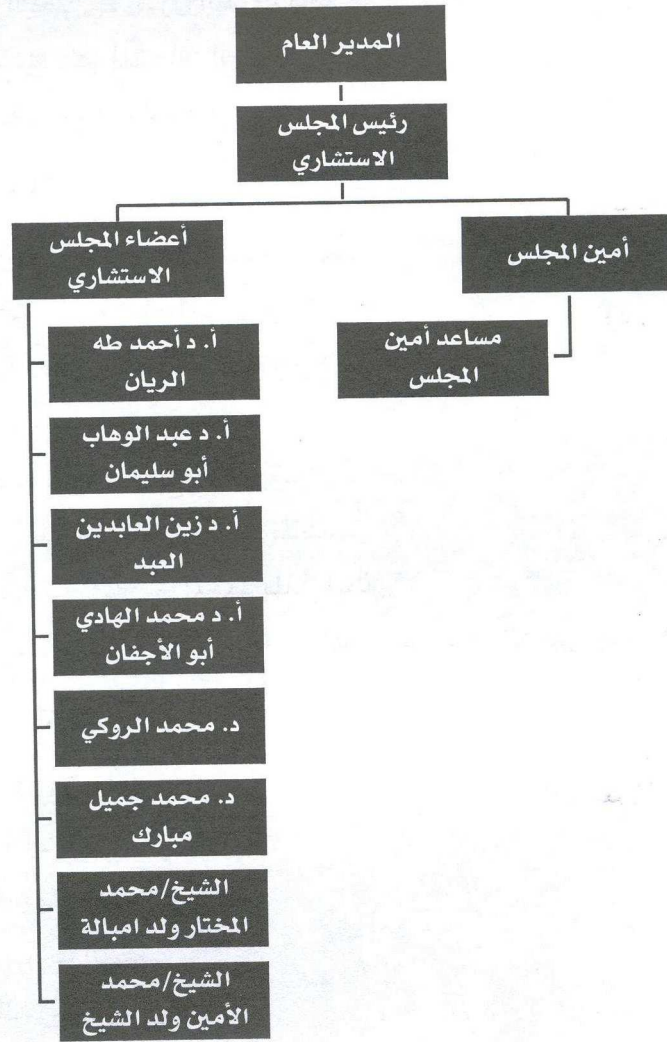 المدير العام
رئيس المجلس
الاستشاري
أمين المجلس
أعضاء المجلس
الاستشاري
مساعد أمين
المجلس
أ. د أحمد طه
الريان
أ. د عبد الوهاب
أبو سليمان
أ. د زين العابدين
العبد
أ. د محمد الهادي
أبو الأجفان
د. محمد الروكي
د. محمد جميل
مبارك
الشيخ/محمد
المختار ولد امبالة
الشيخ/محمد
الأمين ولد الشيخ